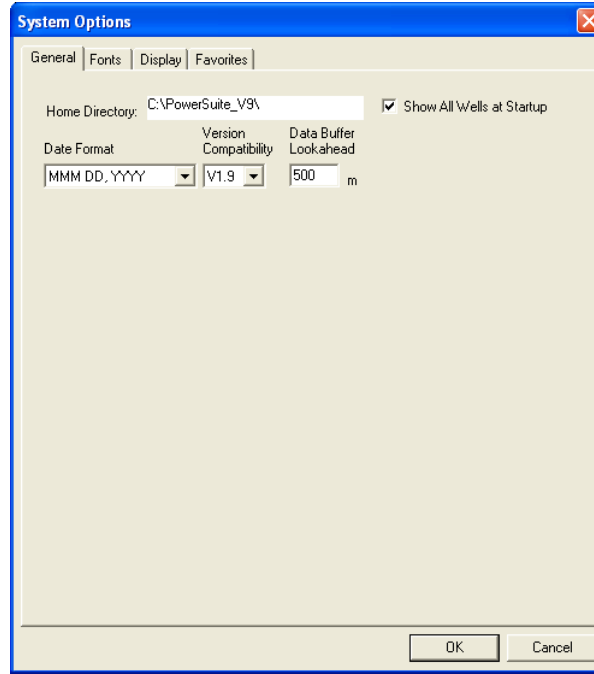 System Options
General Fonts Display Favorites
Home Directory: C:\PowerSuite_V9\ Show All Wells at Startup
Date Format Version Compatibility Data Buffer Lookahead
MMM DD, YYYY V1.9 500 m
OK Cancel